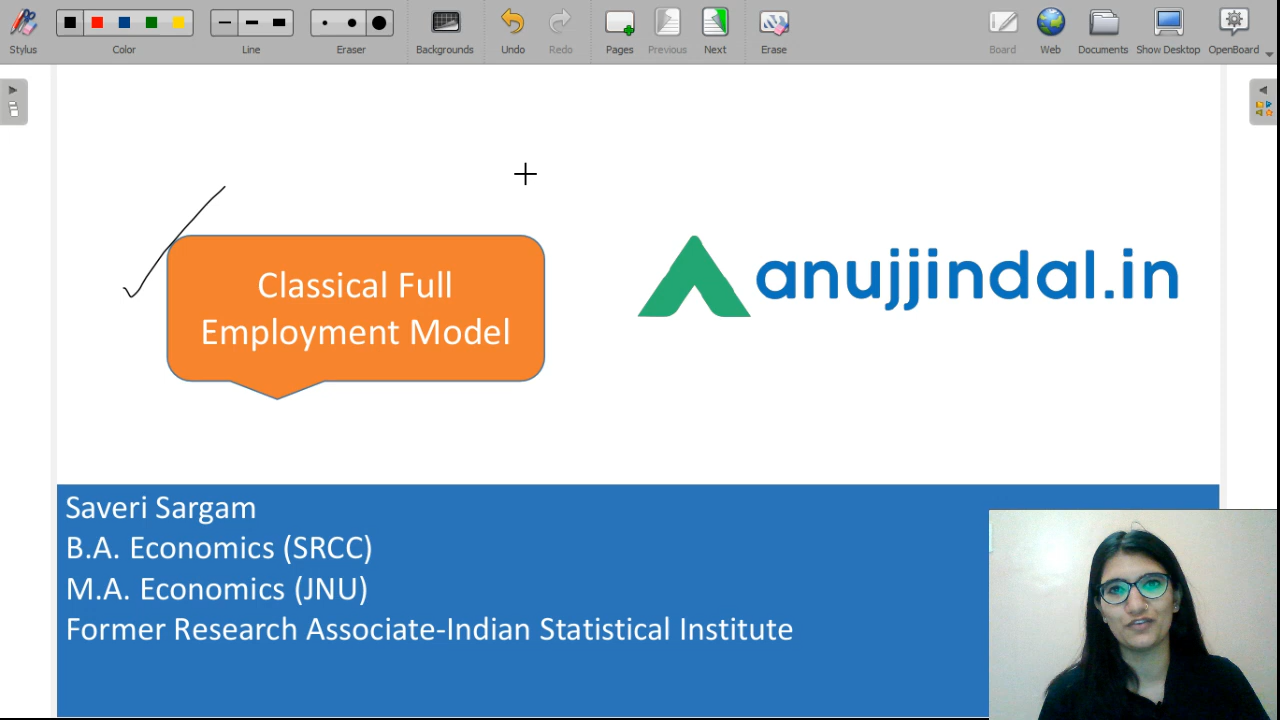 Stylus
Color
Line
Eraser
Backgrounds
Undo
Redo
Pages
Previous
Next
Erase
Board
Web
Documents
Show Desktop
OpenBoard
Classical Full
Employment Model
anujjindal.in
Saveri Sargam
B.A. Economics (SRCC)
M.A. Economics (JNU)
Former Research Associate-Indian Statistical Institute